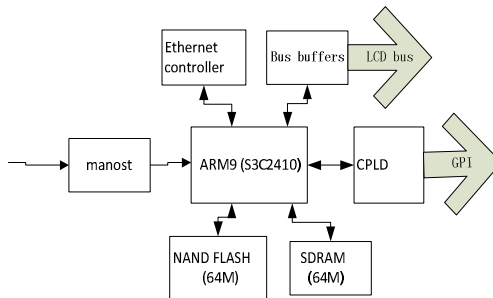 Ethernet
controller
Bus buffers
LCD bus
manost
ARM9 (S3C2410)
CPLD
GPI
NAND FLASH
(64M)
SDRAM
(64M)